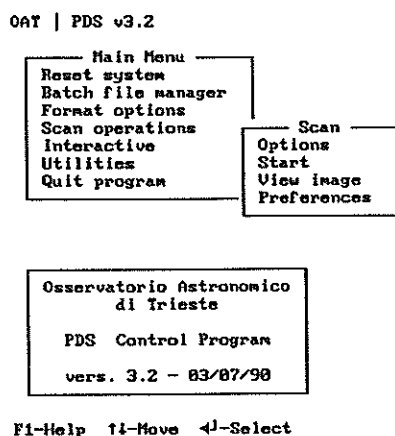 OAT | PDS v3.2
Main Menu
Reset system
Batch file manager
Format options
Scan operations
Interactive
Utilities
Quit program
Scan
Options
Start
View image
Preferences
Osservatorio Astronomico
di Trieste
PDS Control Program
vers. 3.2 - 03/07/90
F1-Help ↑↓-Move ↵-Select